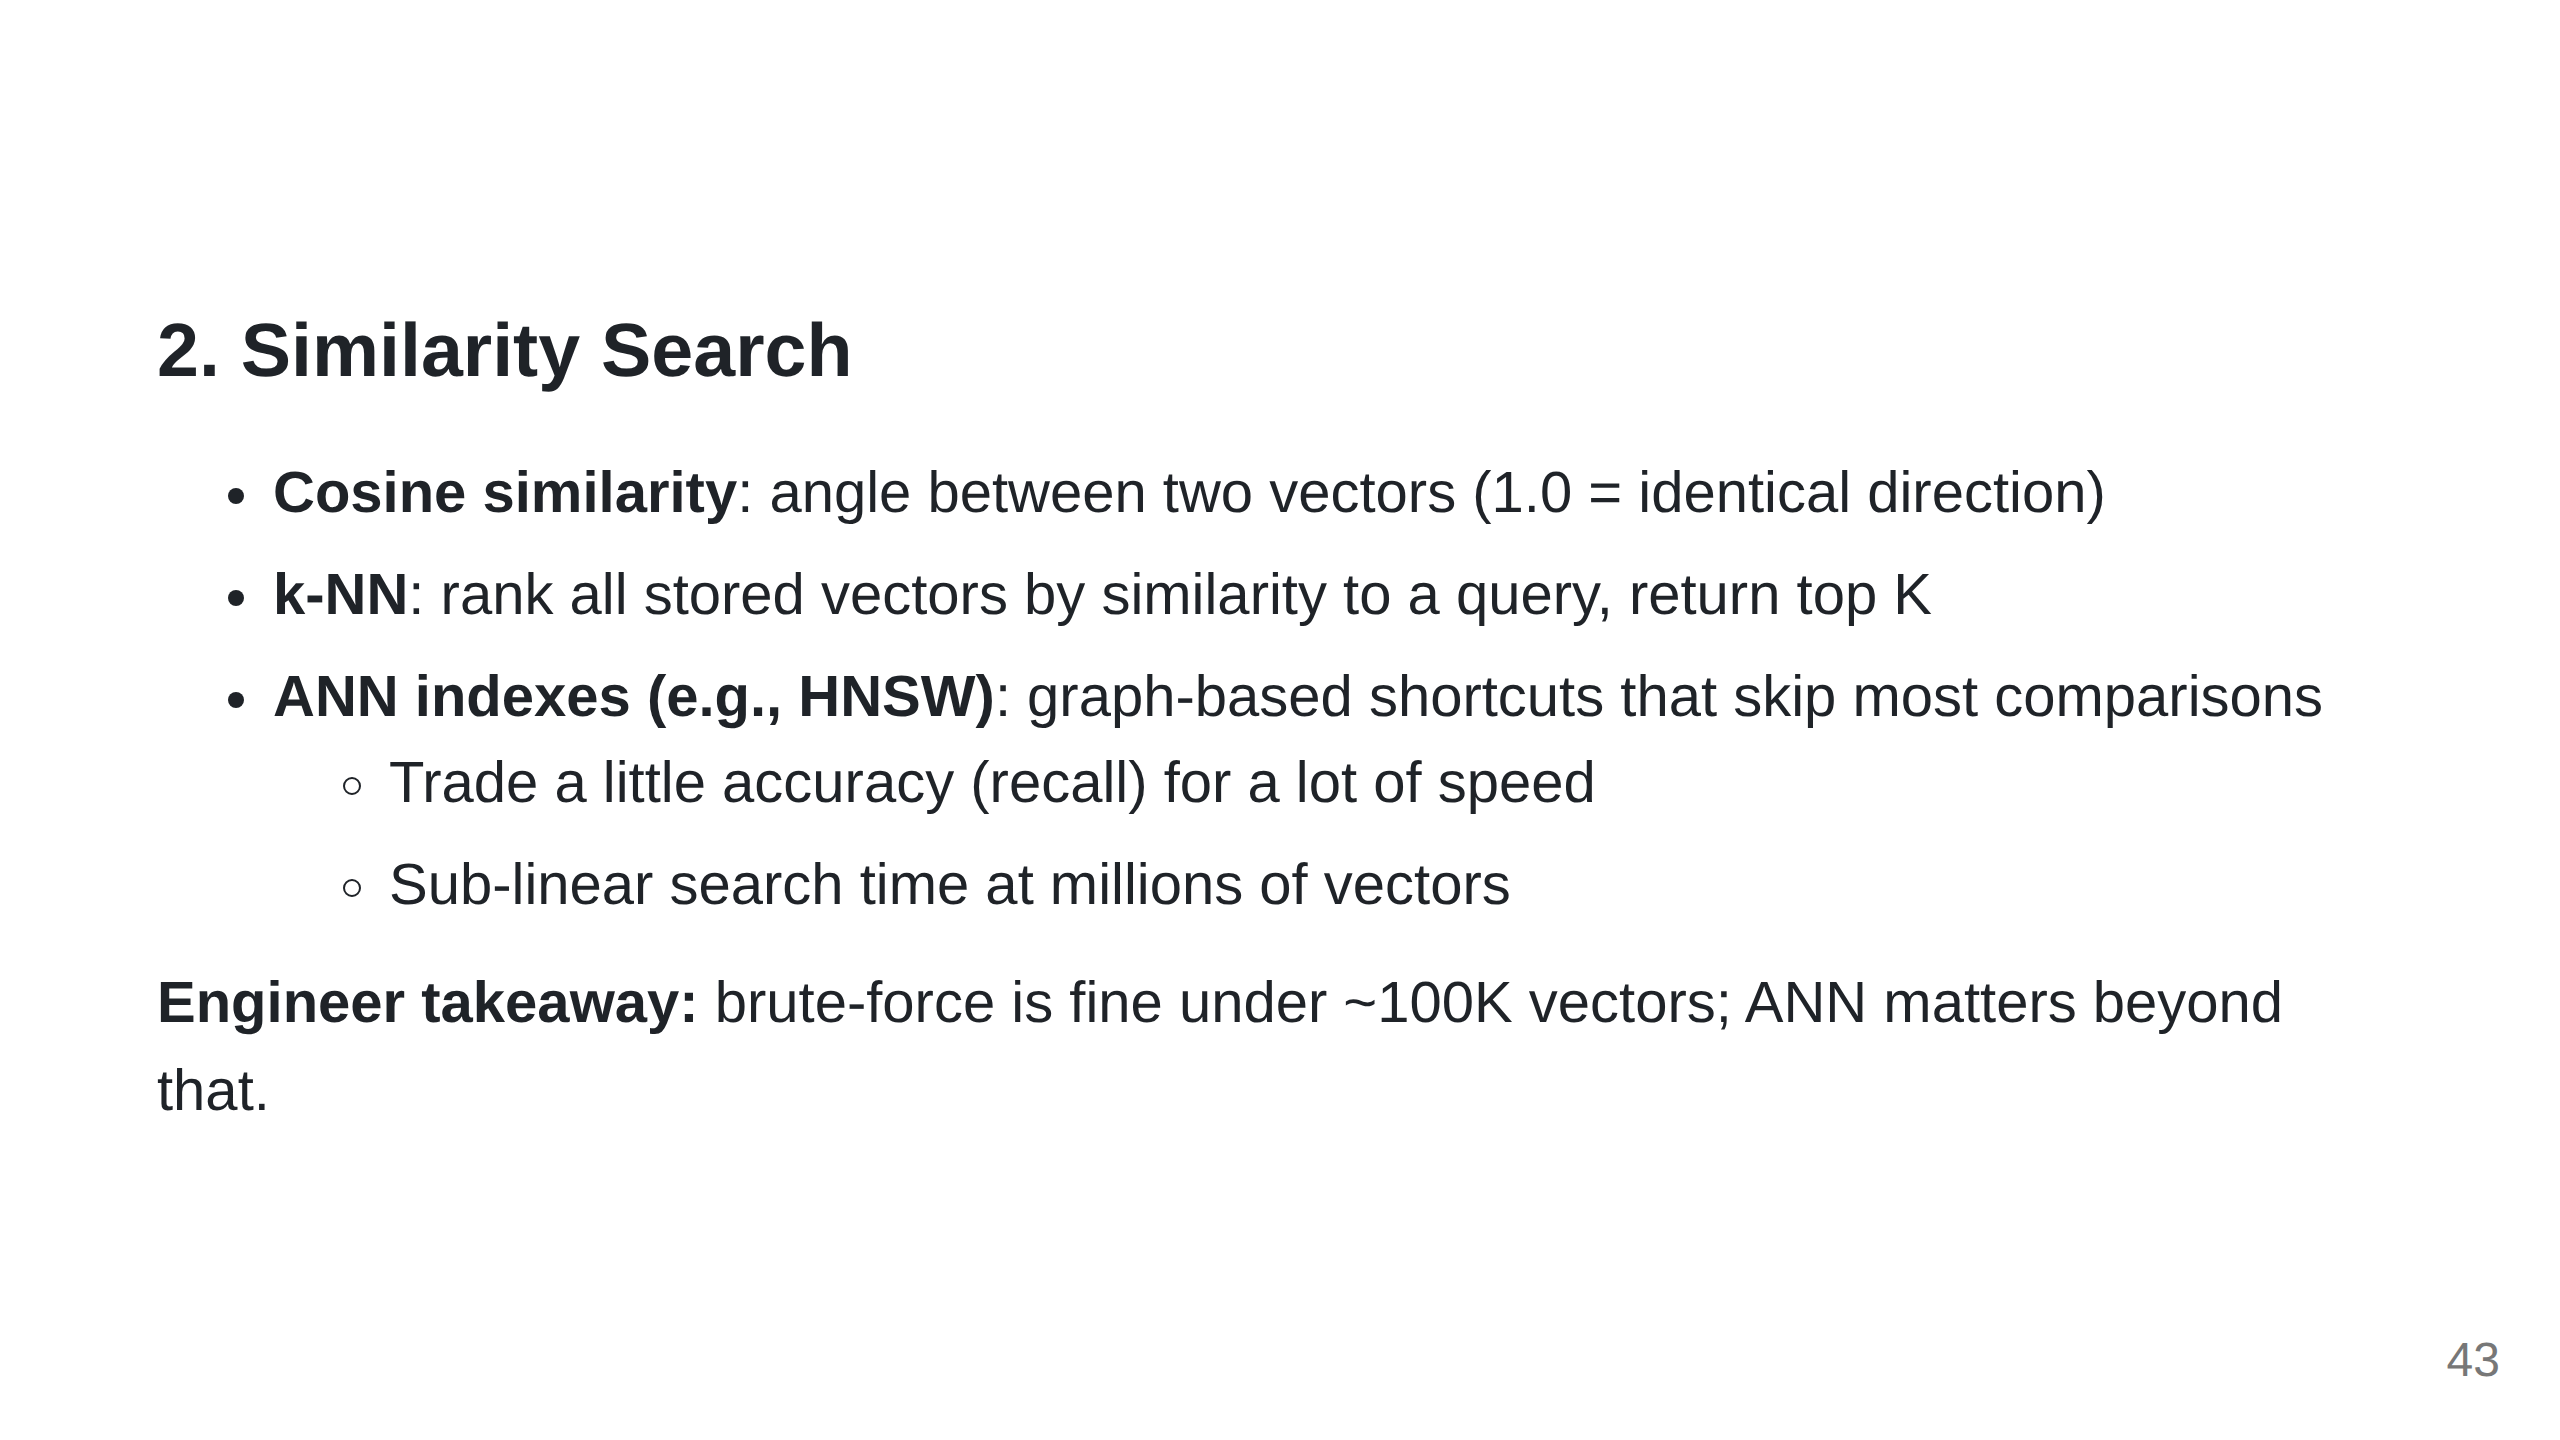 2. Similarity Search
• Cosine similarity: angle between two vectors (1.0 = identical direction)
• k-NN: rank all stored vectors by similarity to a query, return top K
• ANN indexes (e.g., HNSW): graph-based shortcuts that skip most comparisons
◦ Trade a little accuracy (recall) for a lot of speed
◦ Sub-linear search time at millions of vectors
Engineer takeaway: brute-force is fine under ~100K vectors; ANN matters beyond
that.
43